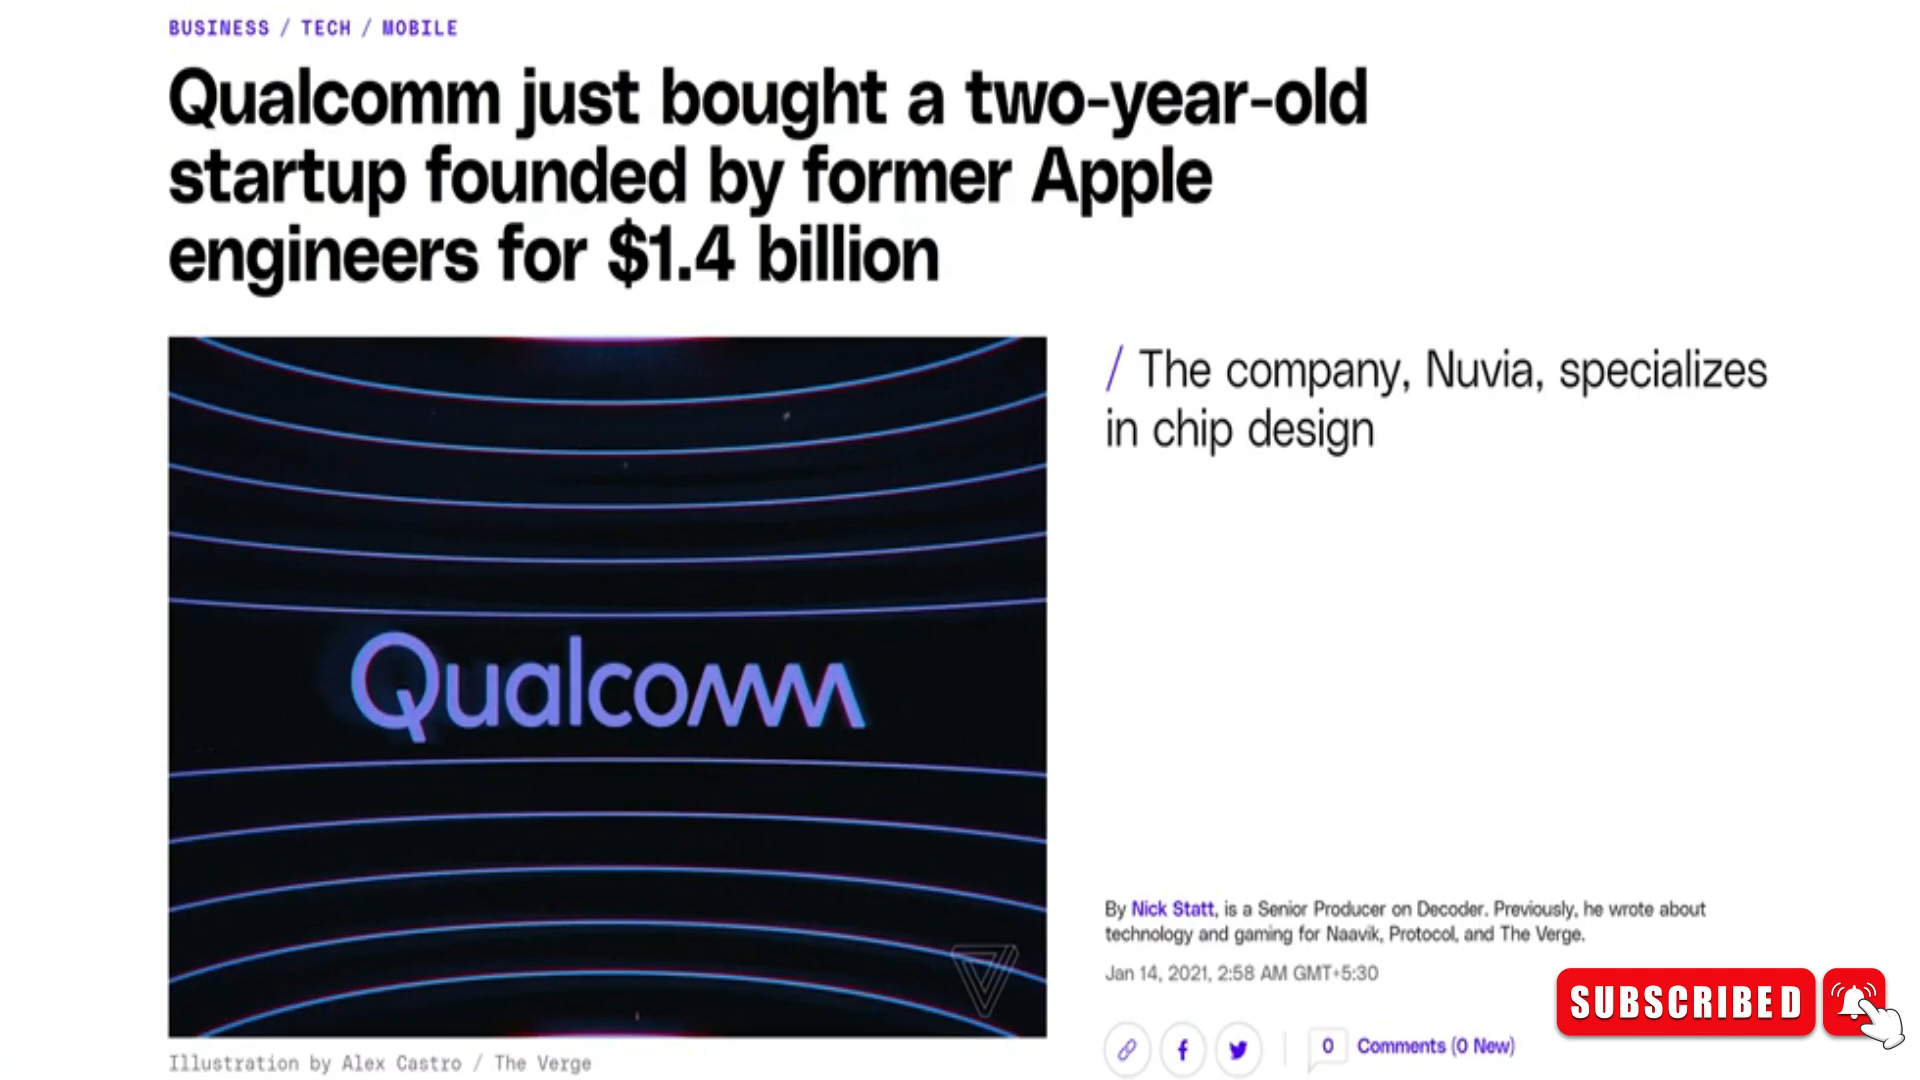 BUSINESS / TECH / MOBILE
Qualcomm just bought a two-year-old
startup founded by former Apple
engineers for $1.4 billion
/ The company, Nuvia, specializes
in chip design
Qualcomm
By Nick Statt, is a Senior Producer on Decoder. Previously, he wrote about
technology and gaming for Naavik, Protocol, and The Verge.
Jan 14, 2021, 2:58 AM GMT+5:30
SUBSCRIBED
0 Comments (0 New)
Illustration by Alex Castro / The Verge